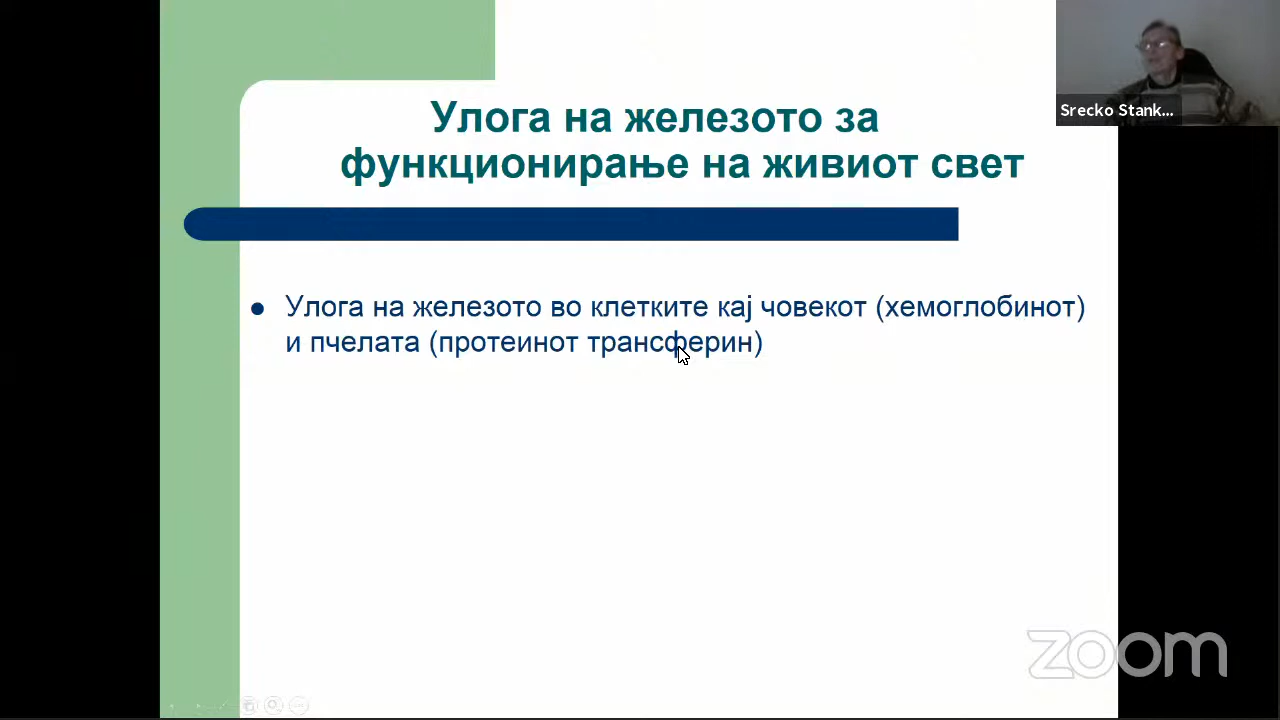 Улога на железото за
функционирање на живиот свет
Srecko Stank...
• Улога на железото во клетките кај човекот (хемоглобинот)
и пчелата (протеинот трансферин)
zoom